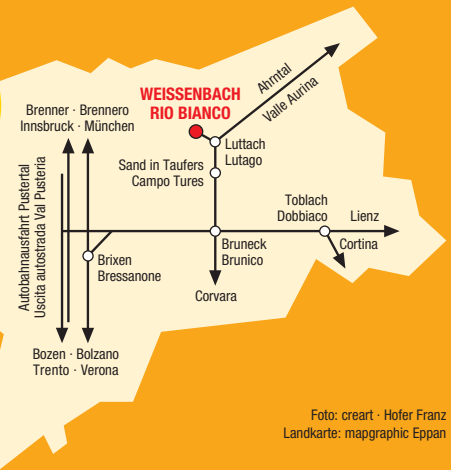 WEISSENBACH
RIO BIANCO
Ahrntal
Valle Aurina
Brenner · Brennero
Innsbruck · München
Luttach
Lutago
Sand in Taufers
Campo Tures
Autobahnausfahrt Pustertal
Uscita autostrada Val Pusteria
Toblach
Dobbiaco
Lienz
Cortina
Bruneck
Brunico
Brixen
Bressanone
Corvara
Bozen · Bolzano
Trento · Verona
Foto: creart · Hofer Franz
Landkarte: mapgraphic Eppan